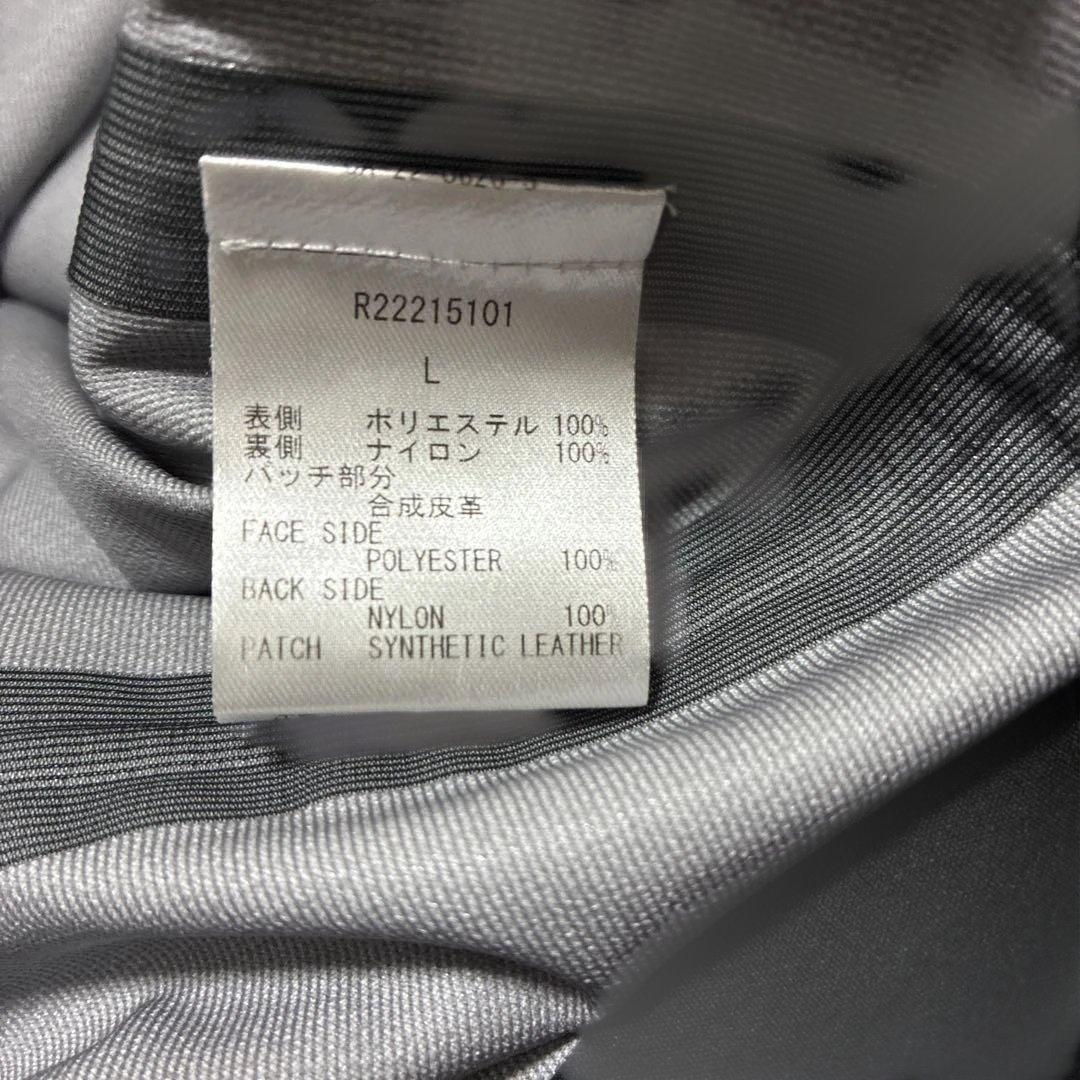 R22215101
L
表側 ポリエステル 100%
裏側 ナイロン 100%
パッチ部分
合成皮革
FACE SIDE
POLYESTER 100%
BACK SIDE
NYLON 100%
PATCH SYNTHETIC LEATHER